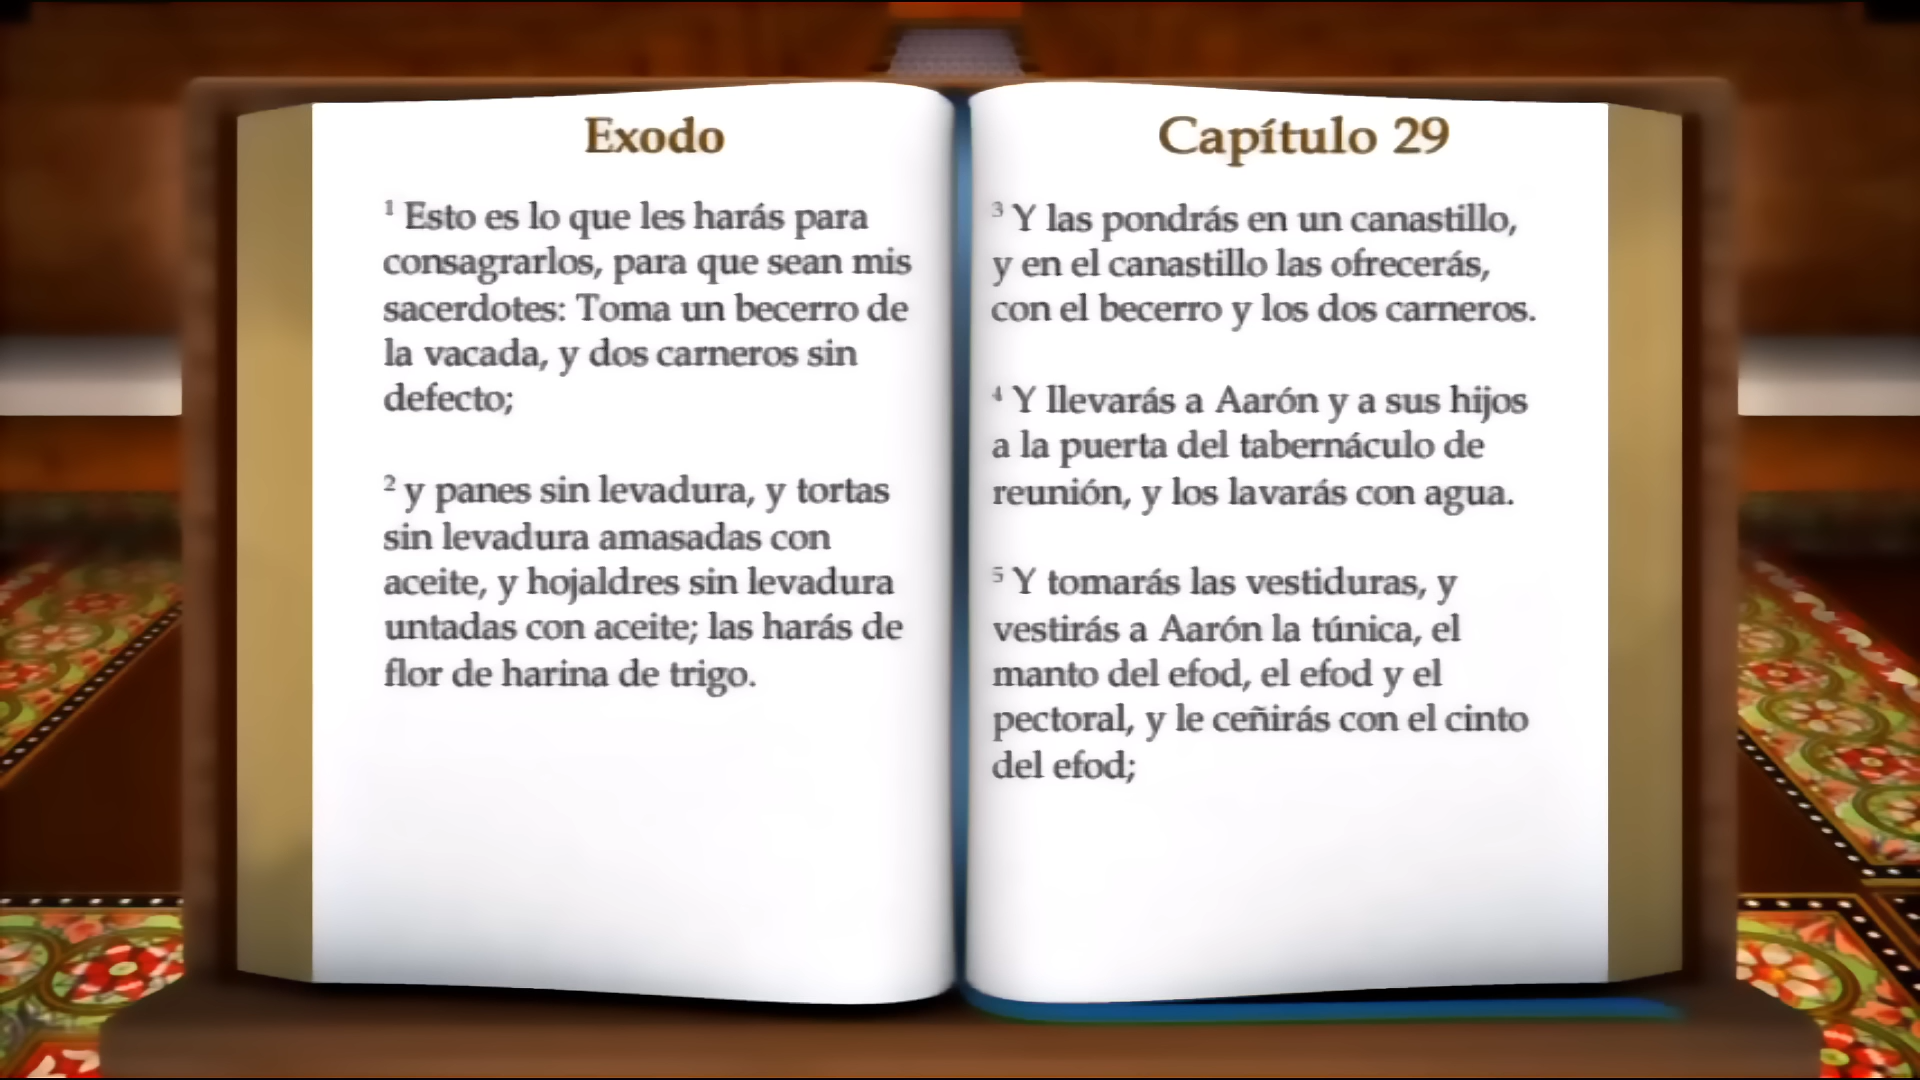 Exodo
1 Esto es lo que les harás para
consagrarlos, para que sean mis
sacerdotes: Toma un becerro de
la vacada, y dos carneros sin
defecto;
2 y panes sin levadura, y tortas
sin levadura amasadas con
aceite, y hojaldres sin levadura
untadas con aceite; las harás de
flor de harina de trigo.
Capítulo 29
3 Y las pondrás en un canastillo,
y en el canastillo las ofrecerás,
con el becerro y los dos carneros.
4 Y llevarás a Aarón y a sus hijos
a la puerta del tabernáculo de
reunión, y los lavarás con agua.
5 Y tomarás las vestiduras, y
vestirás a Aarón la túnica, el
manto del efod, el efod y el
pectoral, y le ceñirás con el cinto
del efod;